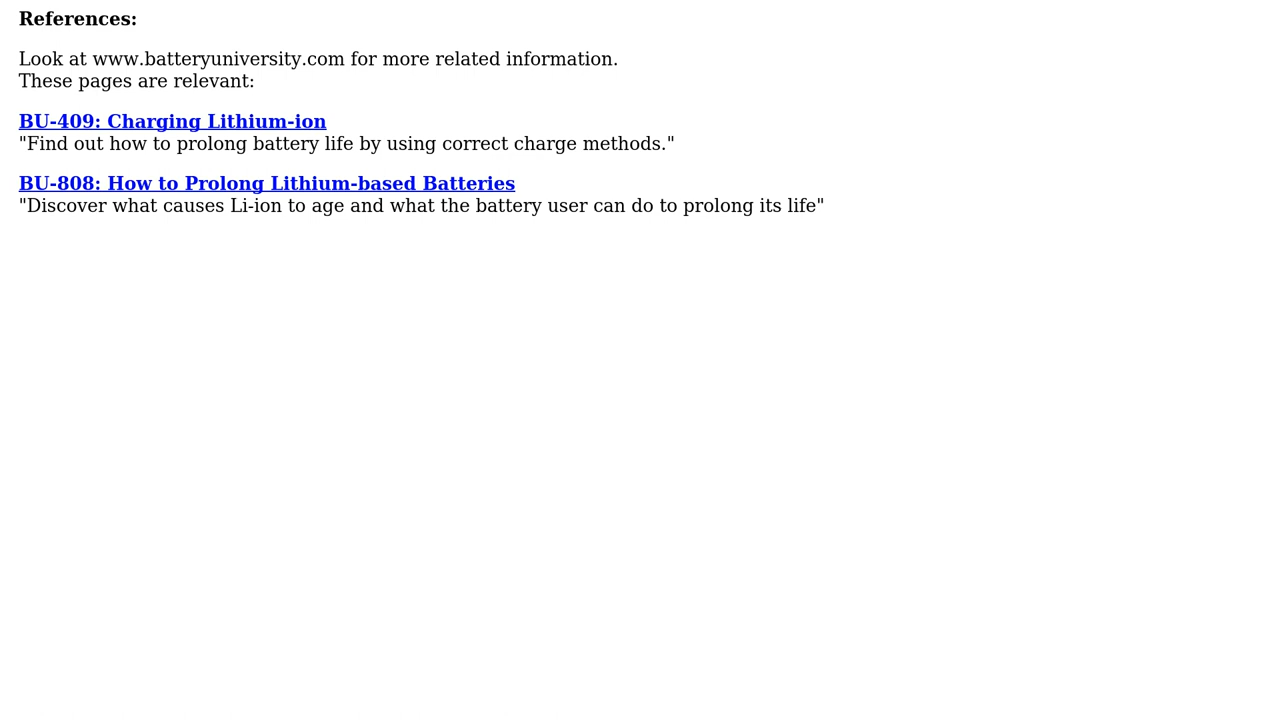 References:
Look at www.batteryuniversity.com for more related information.
These pages are relevant:
BU-409: Charging Lithium-ion
"Find out how to prolong battery life by using correct charge methods."
BU-808: How to Prolong Lithium-based Batteries
"Discover what causes Li-ion to age and what the battery user can do to prolong its life"